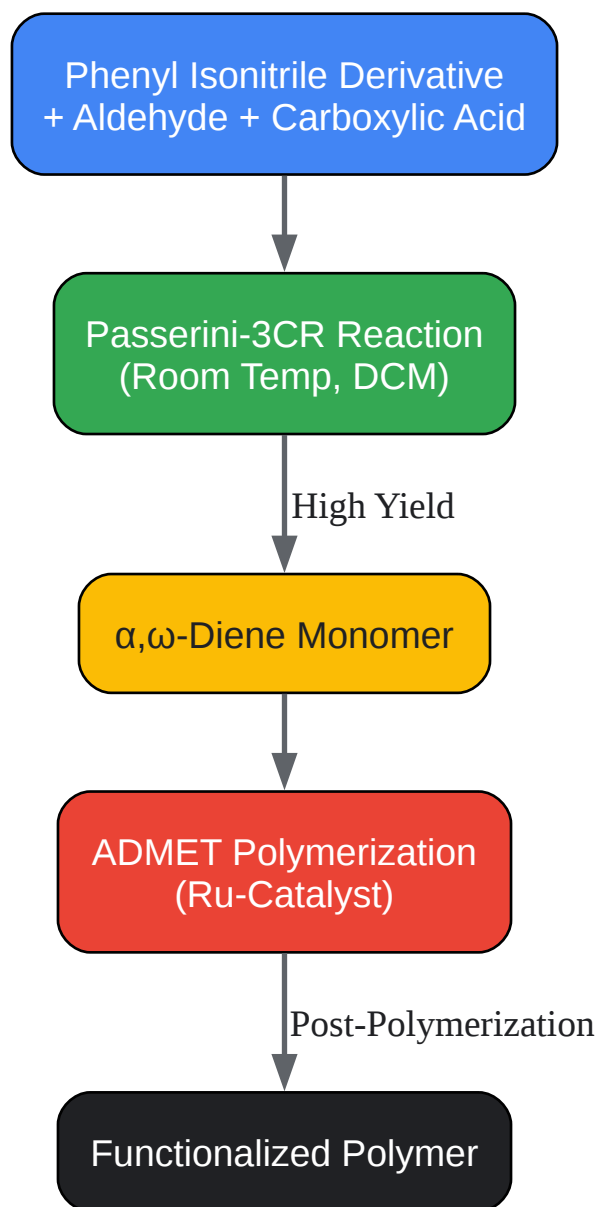 Phenyl Isonitrile Derivative
+ Aldehyde + Carboxylic Acid
Passerini-3CR Reaction
(Room Temp, DCM)
High Yield
α,ω-Diene Monomer
ADMET Polymerization
(Ru-Catalyst)
Post-Polymerization
Functionalized Polymer